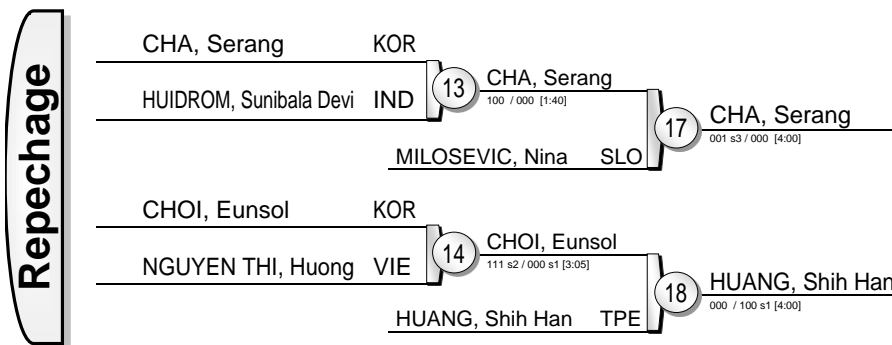 Repechage
CHA, Serang KOR
HUIDROM, Sunibala Devi IND
13
CHA, Serang
100 / 000 [1:40]
MILOSEVIC, Nina SLO
17
CHA, Serang
001 s3 / 000 [4:00]
CHOI, Eunsol KOR
NGUYEN THI, Huong VIE
14
CHOI, Eunsol
111 s2 / 000 s1 [3:05]
HUANG, Shih Han TPE
18
HUANG, Shih Han
000 / 100 s1 [4:00]